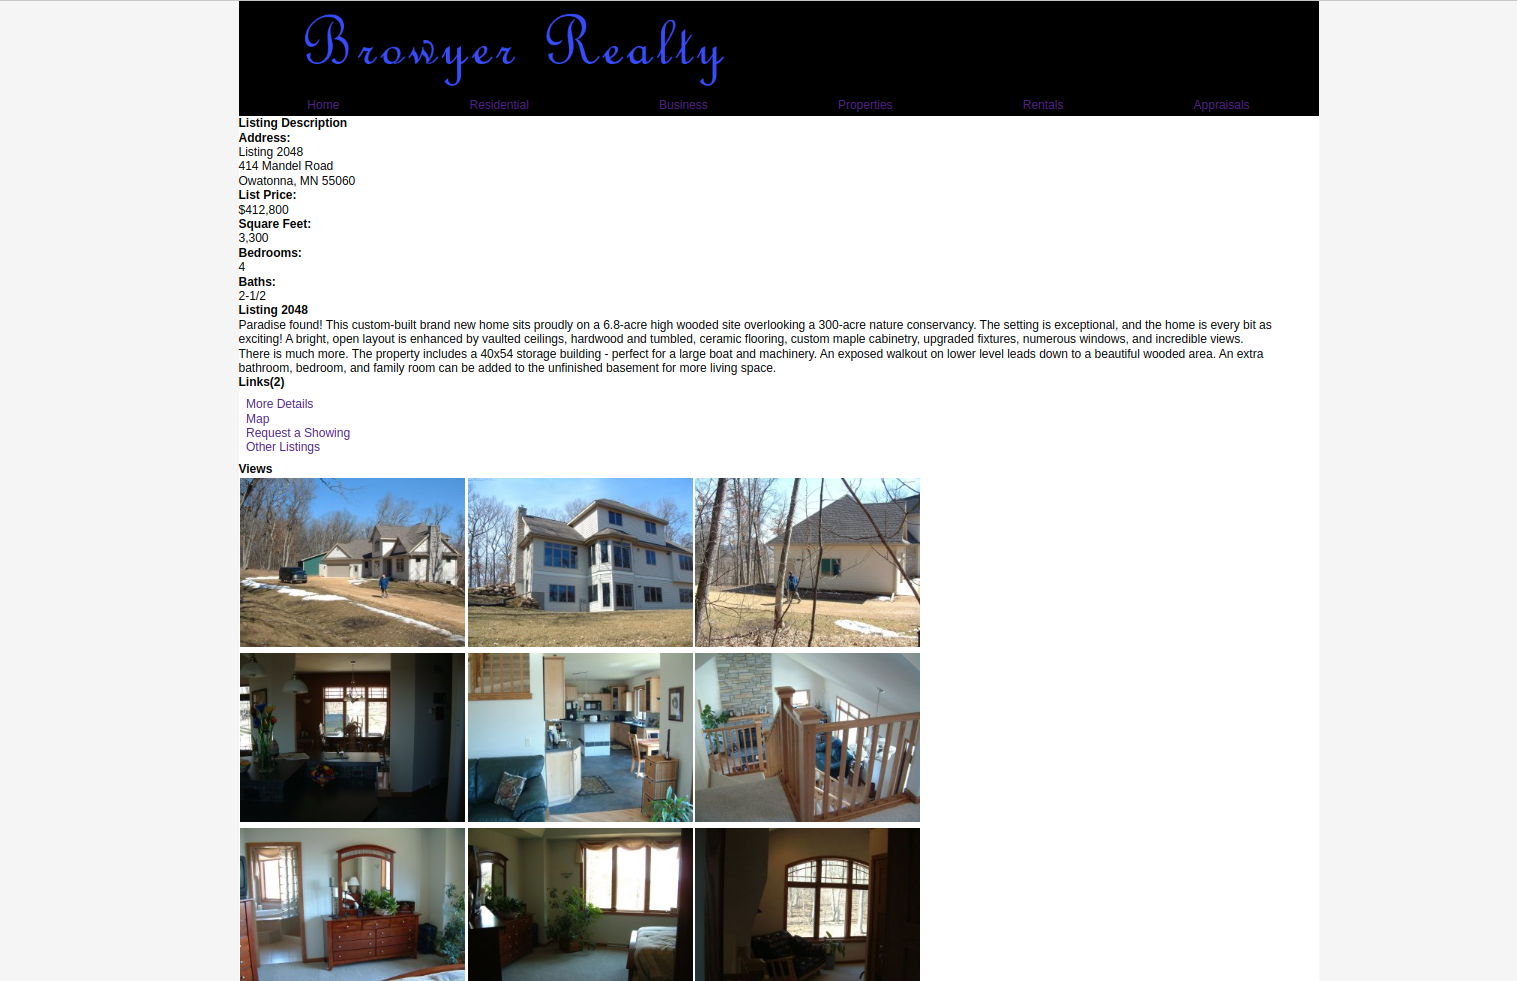 Browyer Realty
Home Residential Business Properties Rentals Appraisals
Listing Description
Address:
Listing 2048
414 Mandel Road
Owatonna, MN 55060
List Price:
$412,800
Square Feet:
3,300
Bedrooms:
4
Baths:
2-1/2
Listing 2048
Paradise found! This custom-built brand new home sits proudly on a 6.8-acre high wooded site overlooking a 300-acre nature conservancy. The setting is exceptional, and the home is every bit as
exciting! A bright, open layout is enhanced by vaulted ceilings, hardwood and tumbled, ceramic flooring, custom maple cabinetry, upgraded fixtures, numerous windows, and incredible views.
There is much more. The property includes a 40x54 storage building - perfect for a large boat and machinery. An exposed walkout on lower level leads down to a beautiful wooded area. An extra
bathroom, bedroom, and family room can be added to the unfinished basement for more living space.
Links(2)
More Details
Map
Request a Showing
Other Listings
Views